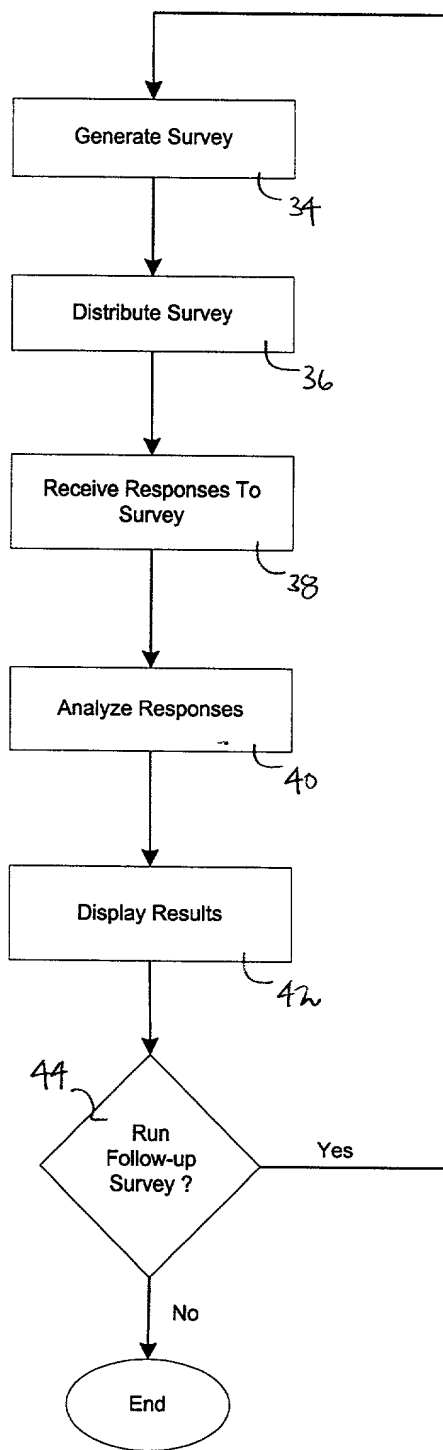 Generate Survey
34
Distribute Survey
36
Receive Responses To
Survey
38
Analyze Responses
40
Display Results
42
44
Run
Follow-up
Survey ?
Yes
No
End